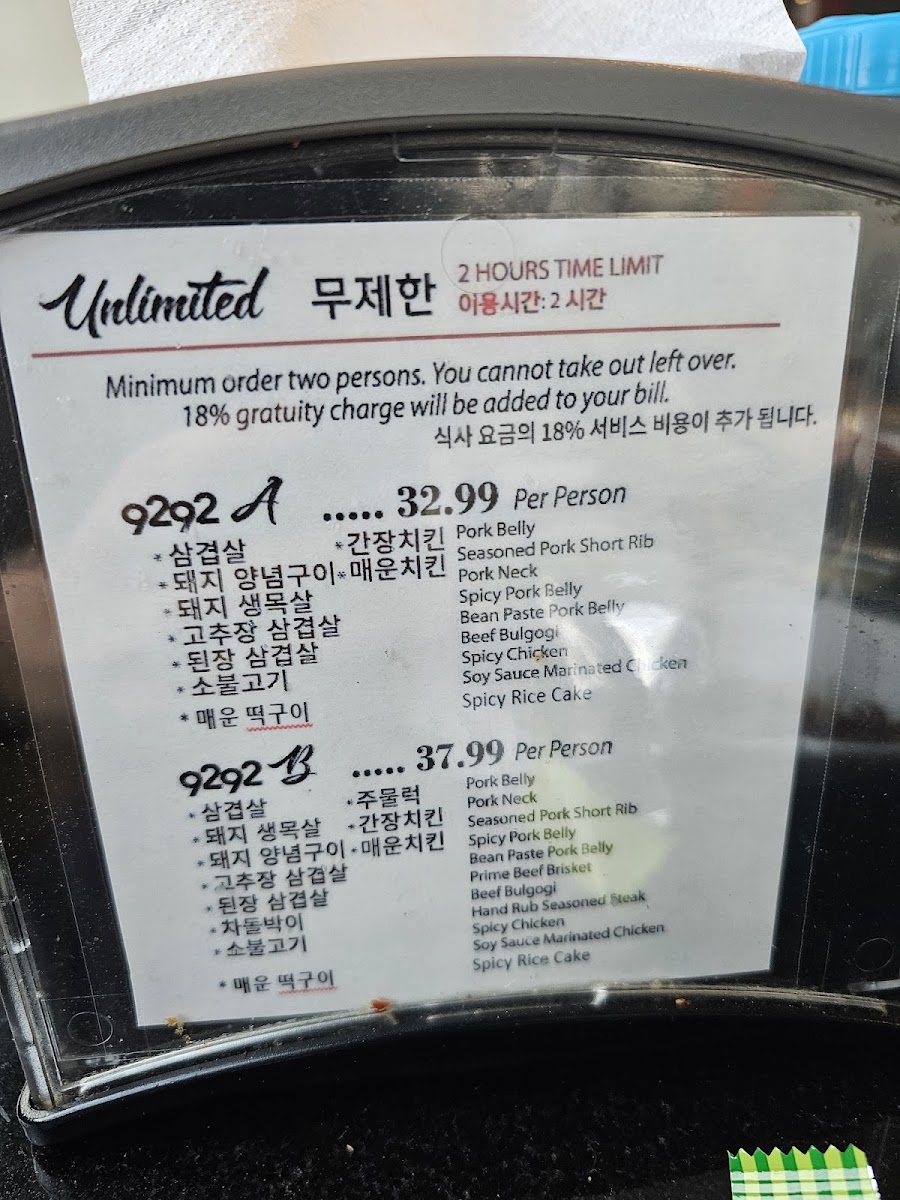 Unlimited 무제한 2 HOURS TIME LIMIT
이용시간: 2 시간
Minimum order two persons. You cannot take out left over.
18% gratuity charge will be added to your bill.
식사 요금의 18% 서비스 비용이 추가 됩니다.
9292 A ..... 32.99 Per Person
* 삼겹살
* 돼지 양념구이
* 돼지 생목살
* 고추장 삼겹살
* 된장 삼겹살
* 소불고기
* 매운 떡구이
* 간장치킨
* 매운치킨
Pork Belly
Seasoned Pork Short Rib
Pork Neck
Spicy Pork Belly
Bean Paste Pork Belly
Beef Bulgogi
Spicy Chicken
Soy Sauce Marinated Chicken
Spicy Rice Cake
9292 B ..... 37.99 Per Person
* 삼겹살
* 돼지 생목살
* 돼지 양념구이
* 고추장 삼겹살
* 된장 삼겹살
* 차돌박이
* 소불고기
* 매운 떡구이
* 주물럭
* 간장치킨
* 매운치킨
Pork Belly
Pork Neck
Seasoned Pork Short Rib
Spicy Pork Belly
Bean Paste Pork Belly
Prime Beef Brisket
Beef Bulgogi
Hand Rub Seasoned Steak
Spicy Chicken
Soy Sauce Marinated Chicken
Spicy Rice Cake